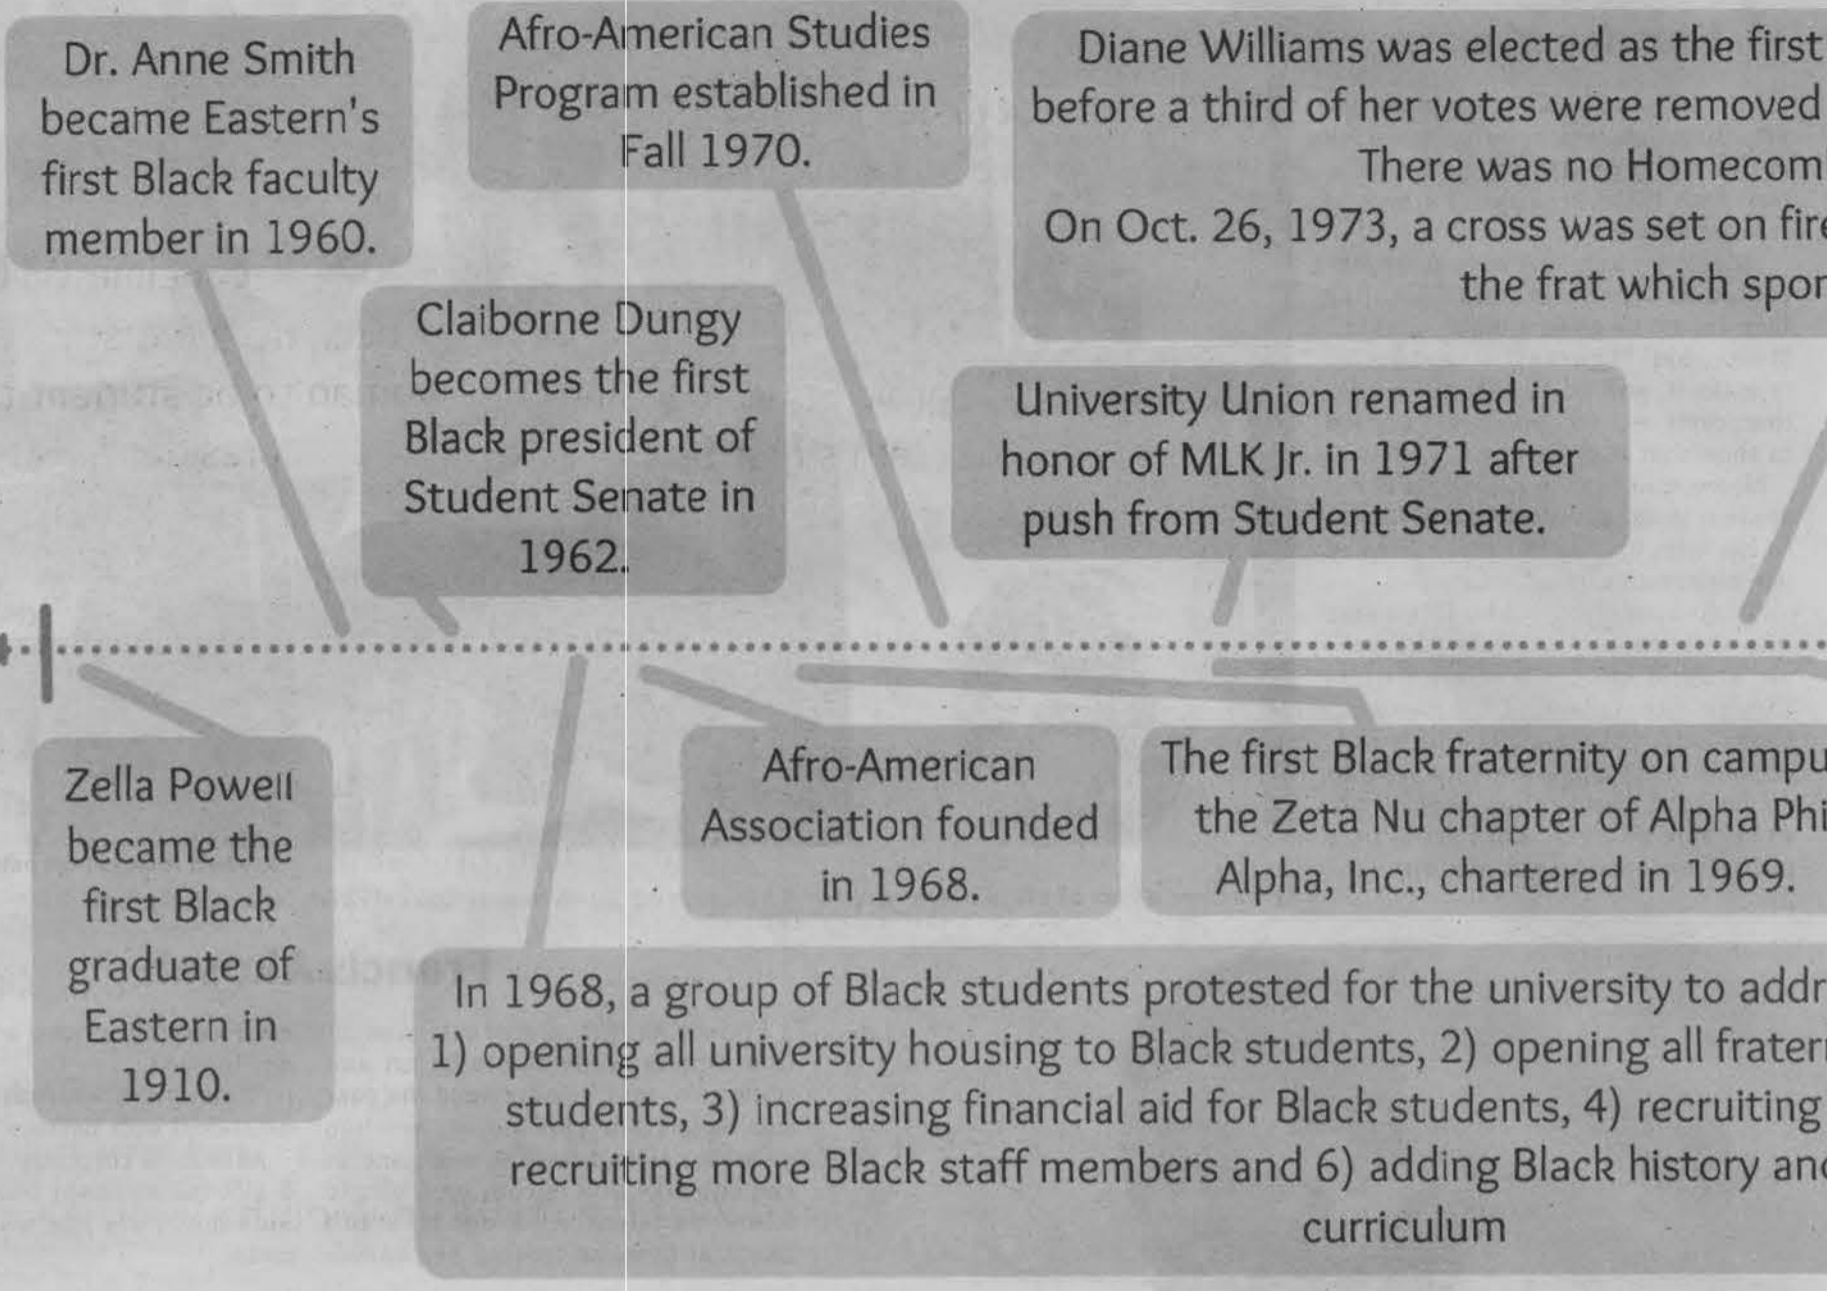 Dr. Anne Smith
became Eastern's
first Black faculty
member in 1960.
Afro-American Studies
Program established in
Fall 1970.
Diane Williams was elected as the first
before a third of her votes were removed
There was no Homecom
On Oct. 26, 1973, a cross was set on fire
the frat which spon
Claiborne Dungy
becomes the first
Black president of
Student Senate in
1962.
University Union renamed in
honor of MLK Jr. in 1971 after
push from Student Senate.
Zella Powell
became the
first Black
graduate of
Eastern in
1910.
Afro-American
Association founded
in 1968.
The first Black fraternity on campu
the Zeta Nu chapter of Alpha Phi
Alpha, Inc., chartered in 1969.
In 1968, a group of Black students protested for the university to addr
1) opening all university housing to Black students, 2) opening all fratern
students, 3) increasing financial aid for Black students, 4) recruiting
recruiting more Black staff members and 6) adding Black history and
curriculum